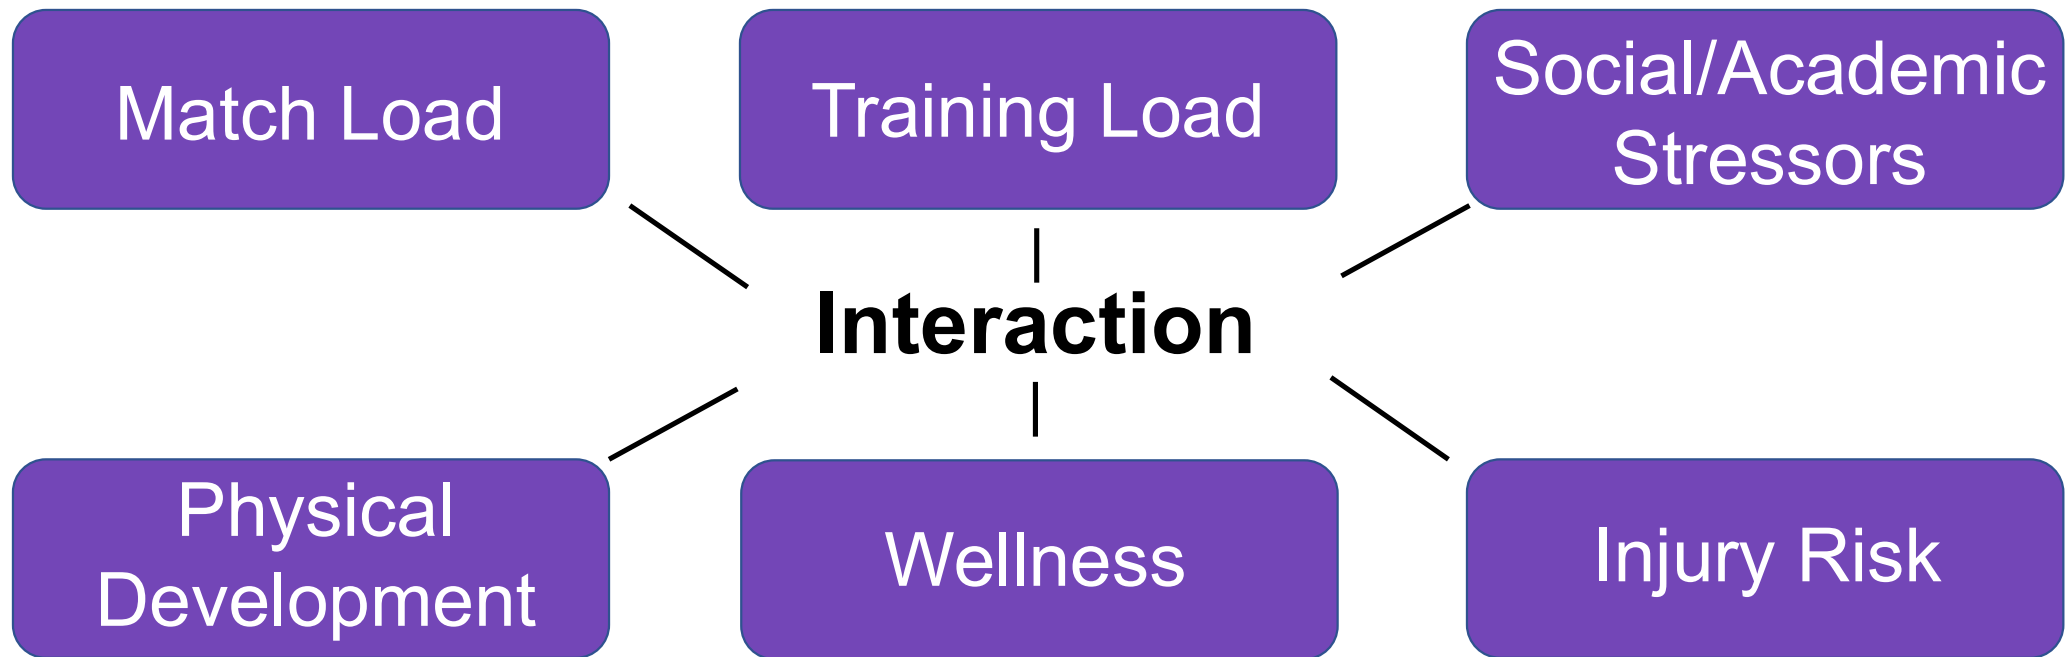 Match Load
Training Load
Social/Academic
Stressors
Interaction
Physical
Development
Wellness
Injury Risk